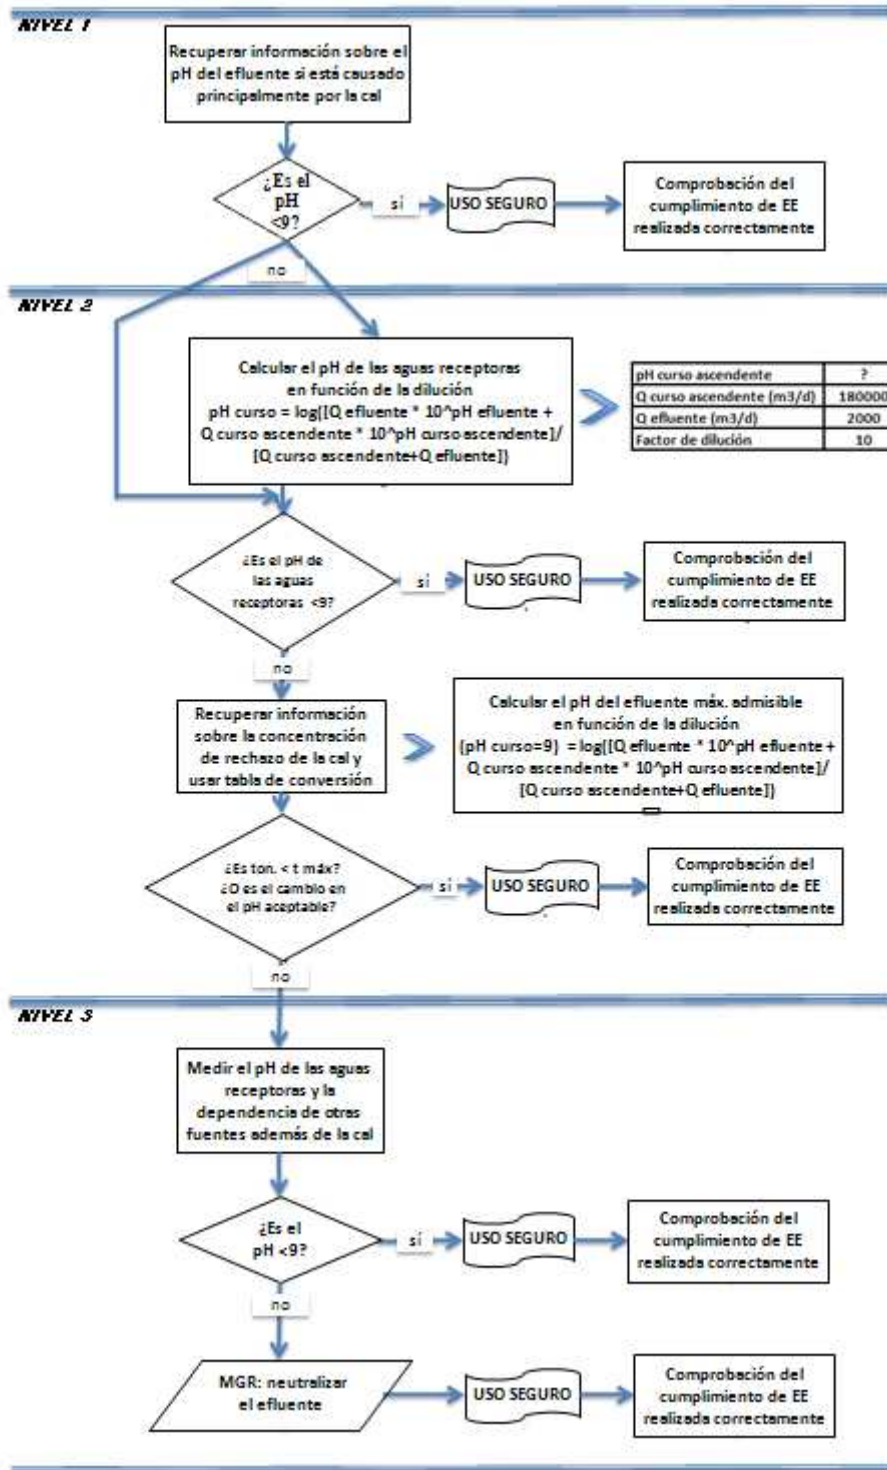 NIVEL 1
Recuperar información sobre el
pH del efluente si está causado
principalmente por la cal
¿Es el
pH
<9?
sí
USO SEGURO
Comprobación del
cumplimiento de EE
realizada correctamente
no
NIVEL 2
Calcular el pH de las aguas receptoras
en función de la dilución
pH curso = log([Q efluente * 10^pH efluente +
Q curso ascendente * 10^pH curso ascendente]/
[Q curso ascendente+Q efluente])
pH curso ascendente ?
Q curso ascendente (m3/d) 180000
Q efluente (m3/d) 2000
Factor de dilución 10
¿Es el pH de
las aguas
receptoras <9?
sí
USO SEGURO
Comprobación del
cumplimiento de EE
realizada correctamente
no
Recuperar información
sobre la concentración
de rechazo de la cal y
usar tabla de conversión
Calcular el pH del efluente máx. admisible
en función de la dilución
(pH curso=9) = log([Q efluente * 10^pH efluente +
Q curso ascendente * 10^pH curso ascendente]/
[Q curso ascendente+Q efluente])
¿Es ton. < t máx?
¿O es el cambio en
el pH aceptable?
sí
USO SEGURO
Comprobación del
cumplimiento de EE
realizada correctamente
no
NIVEL 3
Medir el pH de las aguas
receptoras y la
dependencia de otras
fuentes además de la cal
¿Es el
pH <9?
sí
USO SEGURO
Comprobación del
cumplimiento de EE
realizada correctamente
no
MGR: neutralizar
el efluente
USO SEGURO
Comprobación del
cumplimiento de EE
realizada correctamente